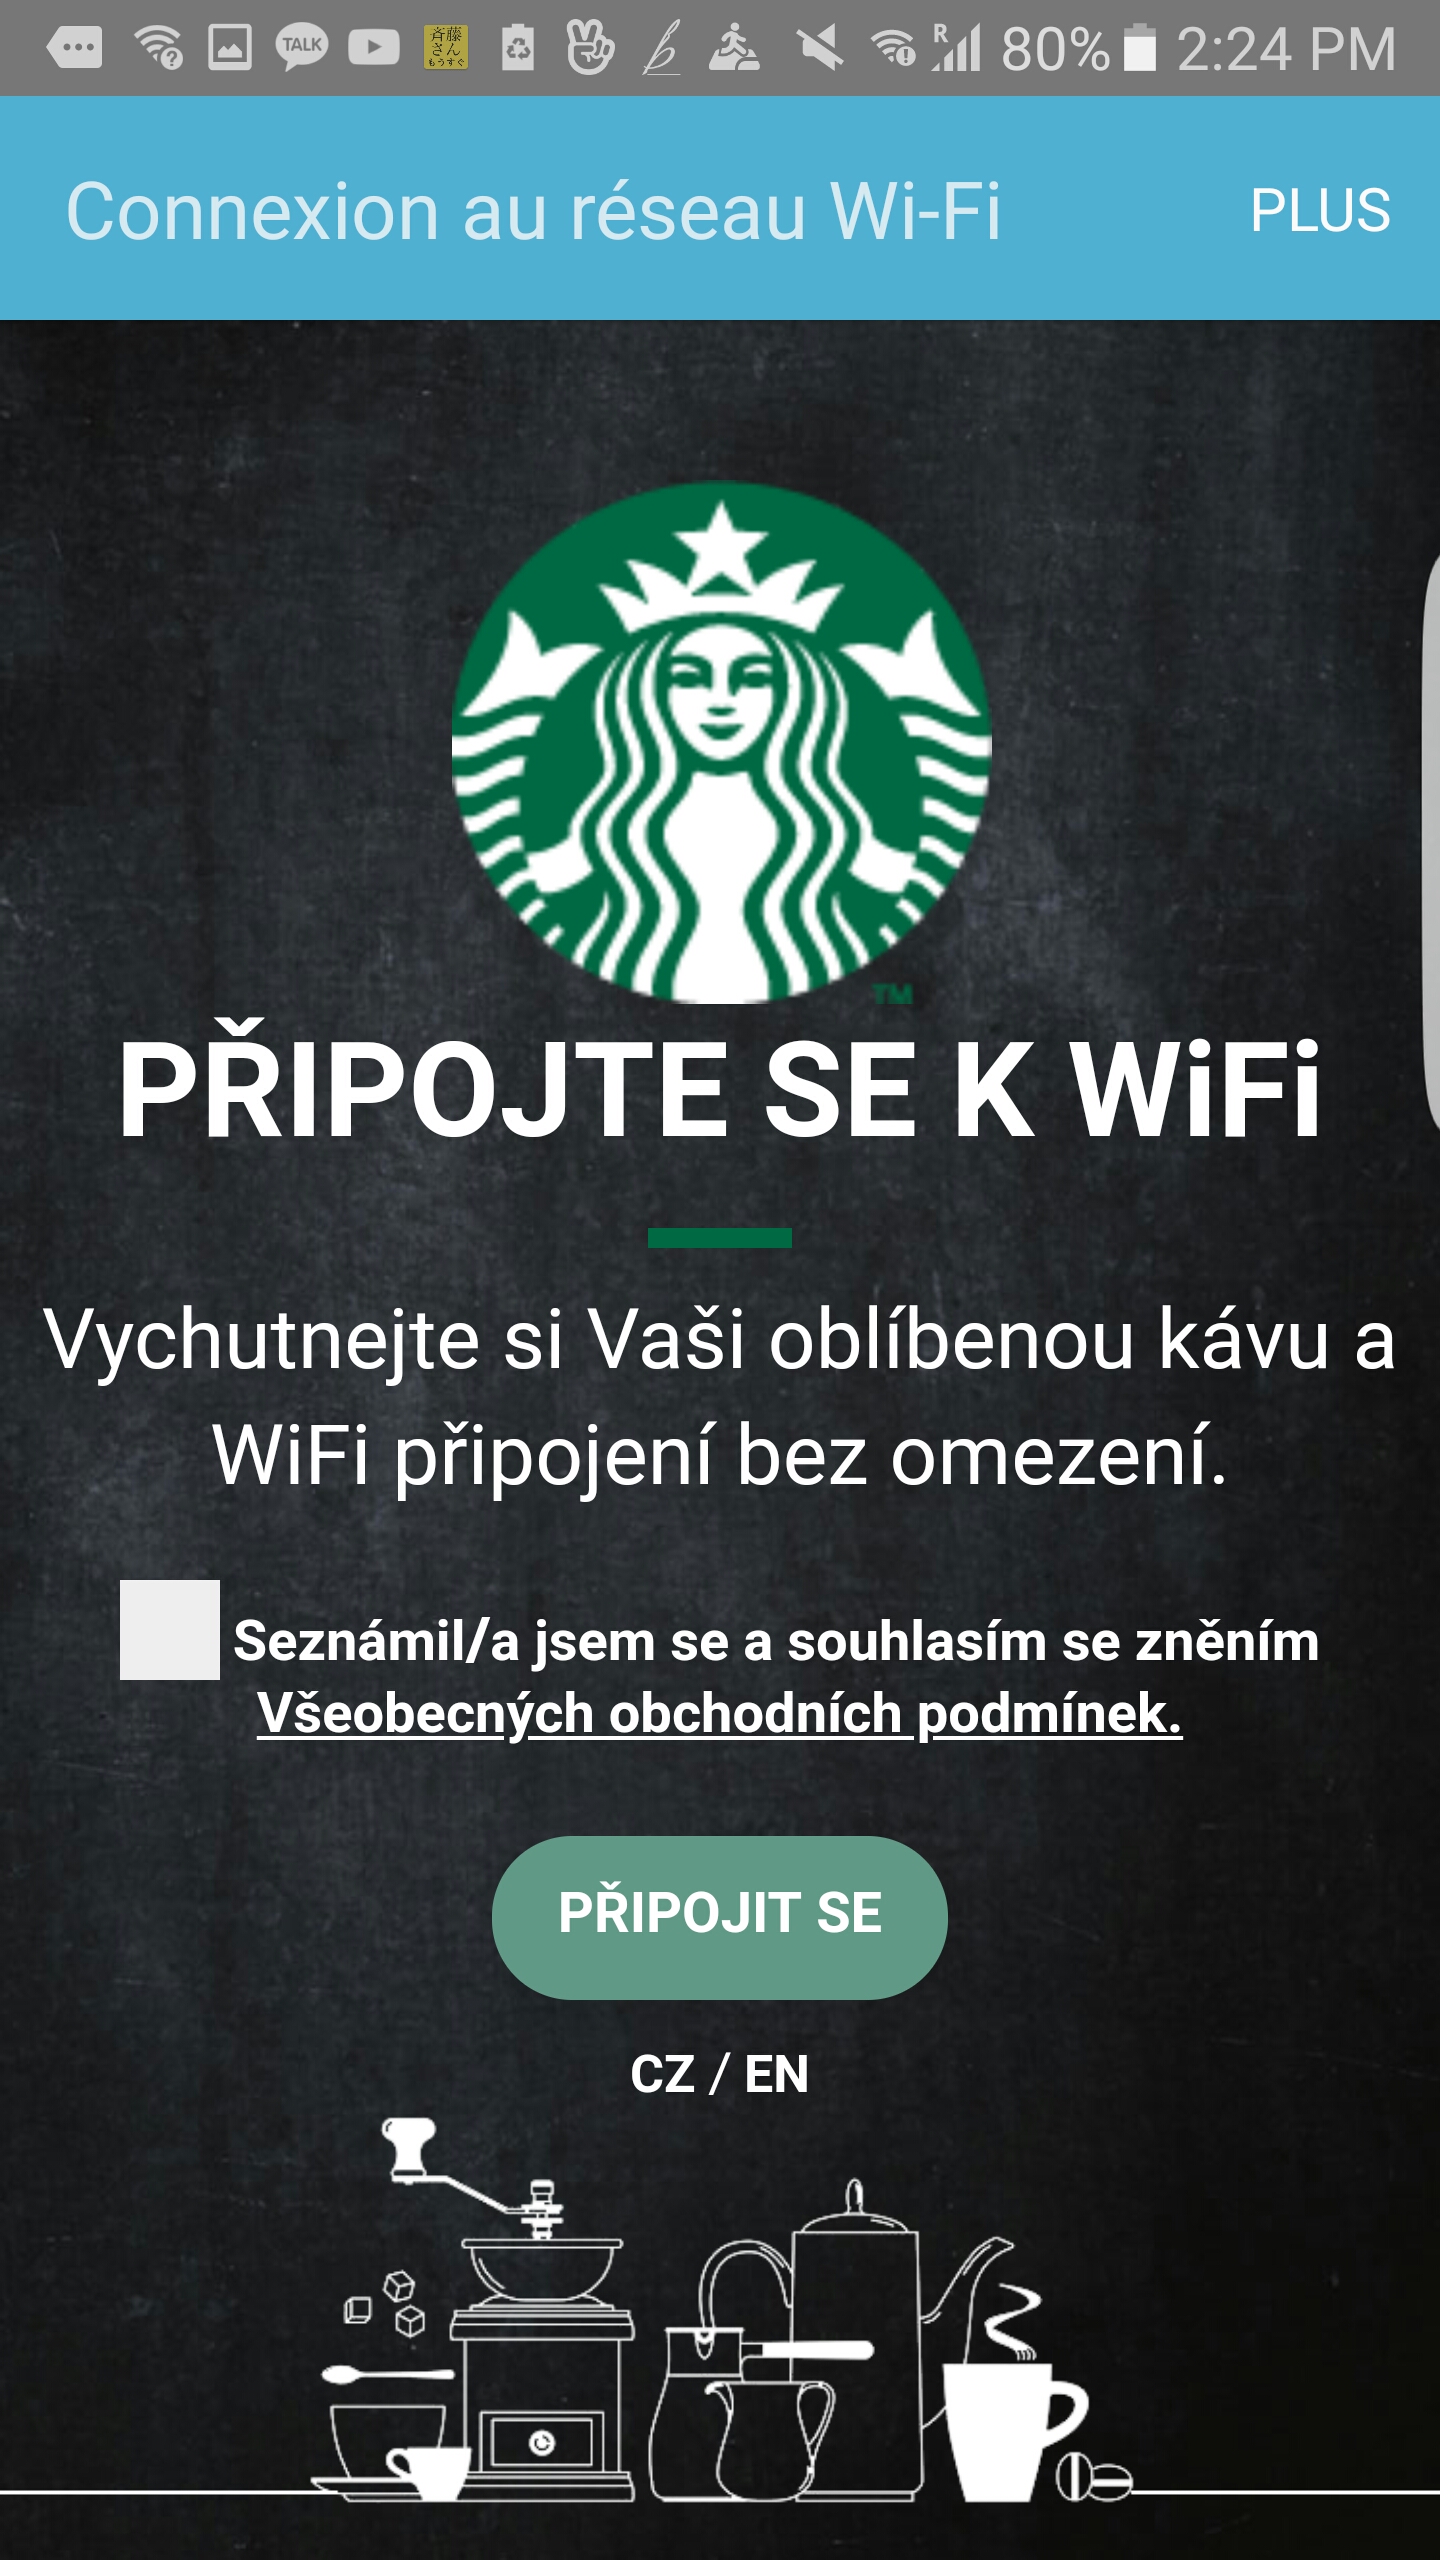 TALK
斉藤
さん
もうすぐ
R
80%
2:24 PM
Connexion au réseau Wi-Fi
PLUS
TM
PŘIPOJTE SE K WiFi
Vychutnejte si Vaši oblíbenou kávu a
WiFi připojení bez omezení.
Seznámil/a jsem se a souhlasím se zněním
Všeobecných obchodních podmínek.
PŘIPOJIT SE
CZ / EN